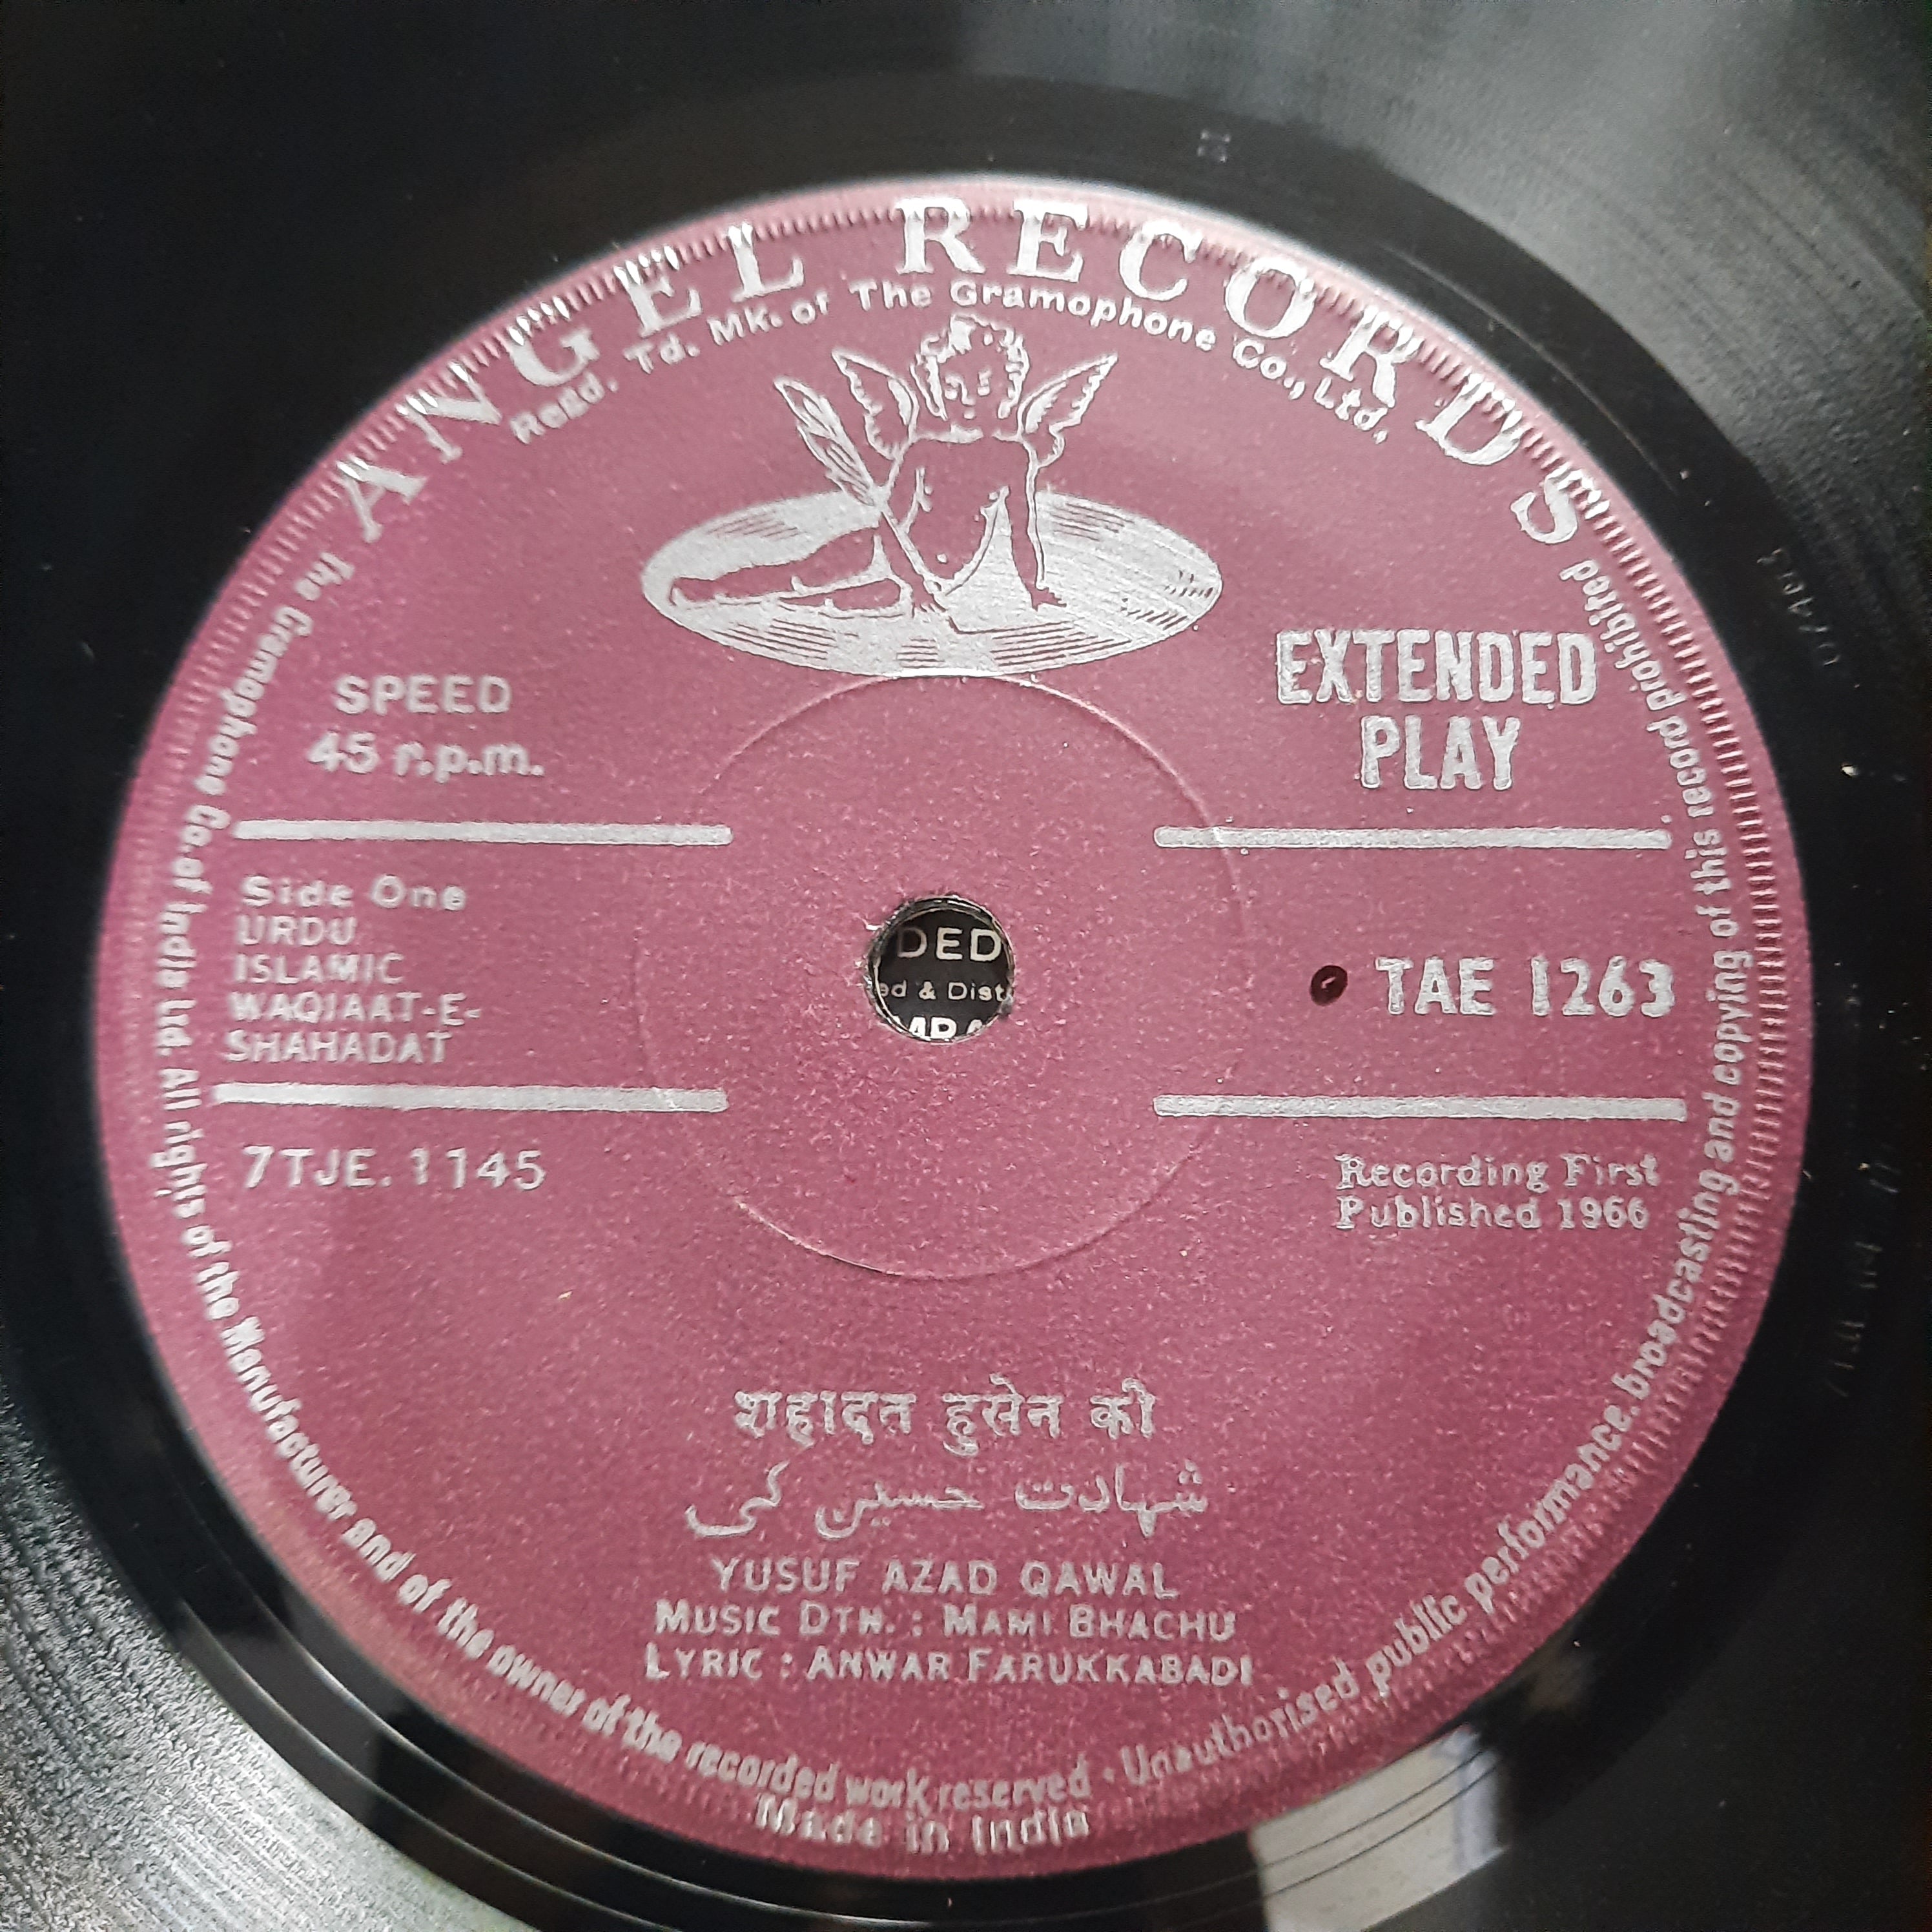 ANGEL RECORDS
Regd. Td. Mk. of The Gramophone Co., Ltd.
SPEED
45 r.p.m.
EXTENDED
PLAY
Side One
URDU
ISLAMIC
WAQIAAT-E-
SHAHADAT
DED
ed & Dist
TAE 1263
7TJE. 1145
Recording First
Published 1966
शहादत हुसेन की
شہادت حسین کی
YUSUF AZAD QAWAL
MUSIC DTN. : MAMI BHACHU
LYRIC : ANWAR FARUKKABADI
The Gramophone Co. of India Ltd. All rights of the Manufacturer and of the owner of the recorded work reserved · Unauthorised public performance. broadcasting and copying of this record prohibited.
Made in India